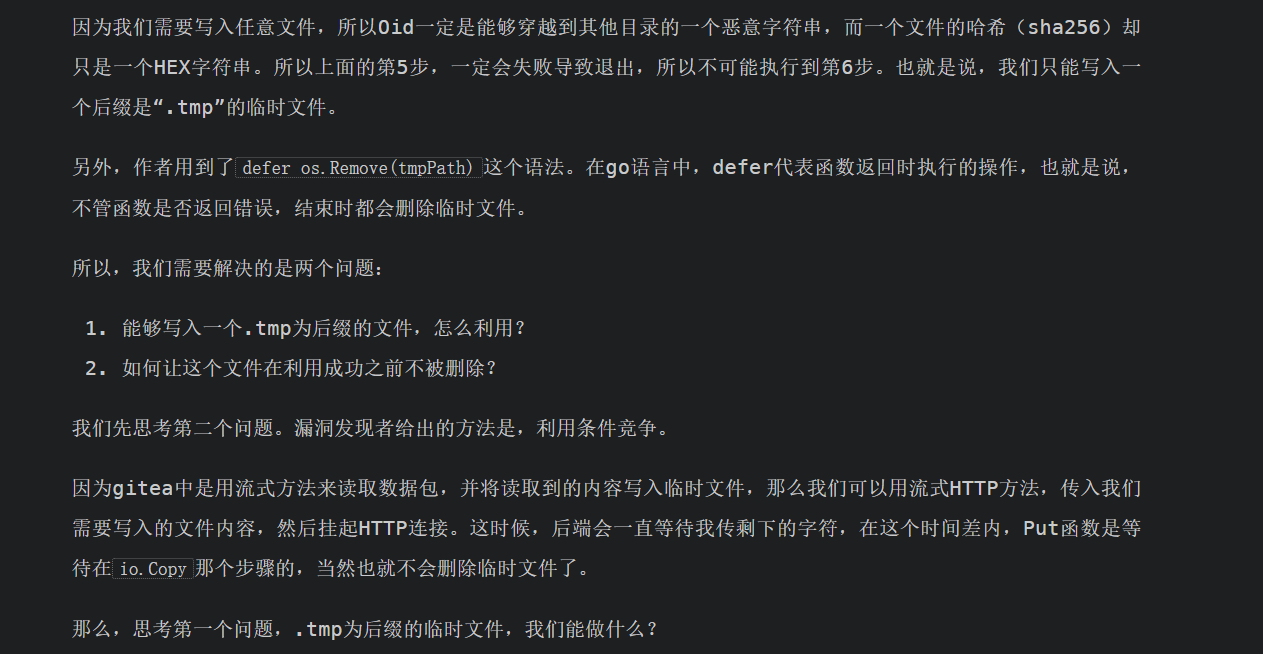 因为我们需要写入任意文件，所以Oid一定是能够穿越到其他目录的一个恶意字符串，而一个文件的哈希（sha256）却
只是一个HEX字符串。所以上面的第5步，一定会失败导致退出，所以不可能执行到第6步。也就是说，我们只能写入一
个后缀是“.tmp”的临时文件。
另外，作者用到了defer os.Remove(tmpPath)这个语法。在go语言中，defer代表函数返回时执行的操作，也就是说，
不管函数是否返回错误，结束时都会删除临时文件。
所以，我们需要解决的是两个问题：
1. 能够写入一个.tmp为后缀的文件，怎么利用？
2. 如何让这个文件在利用成功之前不被删除？
我们先思考第二个问题。漏洞发现者给出的方法是，利用条件竞争。
因为gitea中是用流式方法来读取数据包，并将读取到的内容写入临时文件，那么我们可以用流式HTTP方法，传入我们
需要写入的文件内容，然后挂起HTTP连接。这时候，后端会一直等待我传剩下的字符，在这个时间差内，Put函数是等
待在io.Copy那个步骤的，当然也就不会删除临时文件了。
那么，思考第一个问题，.tmp为后缀的临时文件，我们能做什么？